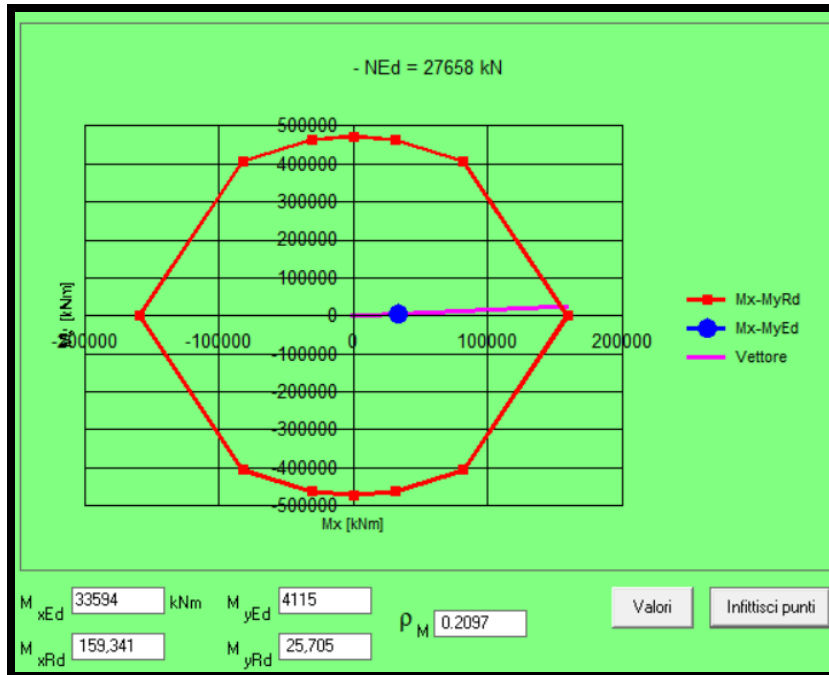 - NEd = 27658 kN
500000
400000
300000
200000
100000
0
-200000 -100000 0 100000 200000
-100000
-200000
-300000
-400000
-500000
[kNm]
Mx [kNm]
Mx-MyRd
Mx-MyEd
Vettore
M xEd 33594 kNm M yEd 4115
ρ M 0.2097
Valori Infittisci punti
M xRd 159,341 M yRd 25,705